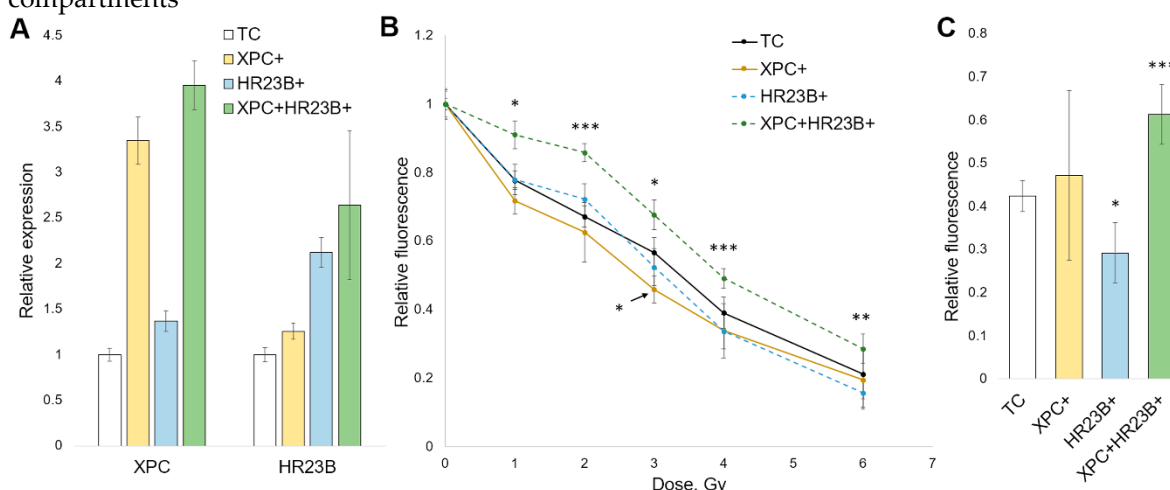 compartments
A
4.5
4
3.5
3
2.5
2
1.5
1
0.5
0
Relative expression
TC
XPC+
HR23B+
XPC+HR23B+
XPC
HR23B
B
1.2
1
0.8
0.6
0.4
0.2
0
Relative fluorescence
TC
XPC+
HR23B+
XPC+HR23B+
*
***
*
***
**
*
0
1
2
3
4
5
6
7
Dose, Gy
C
0.8
0.7
0.6
0.5
0.4
0.3
0.2
0.1
0
Relative fluorescence
*
***
TC
XPC+
HR23B+
XPC+HR23B+